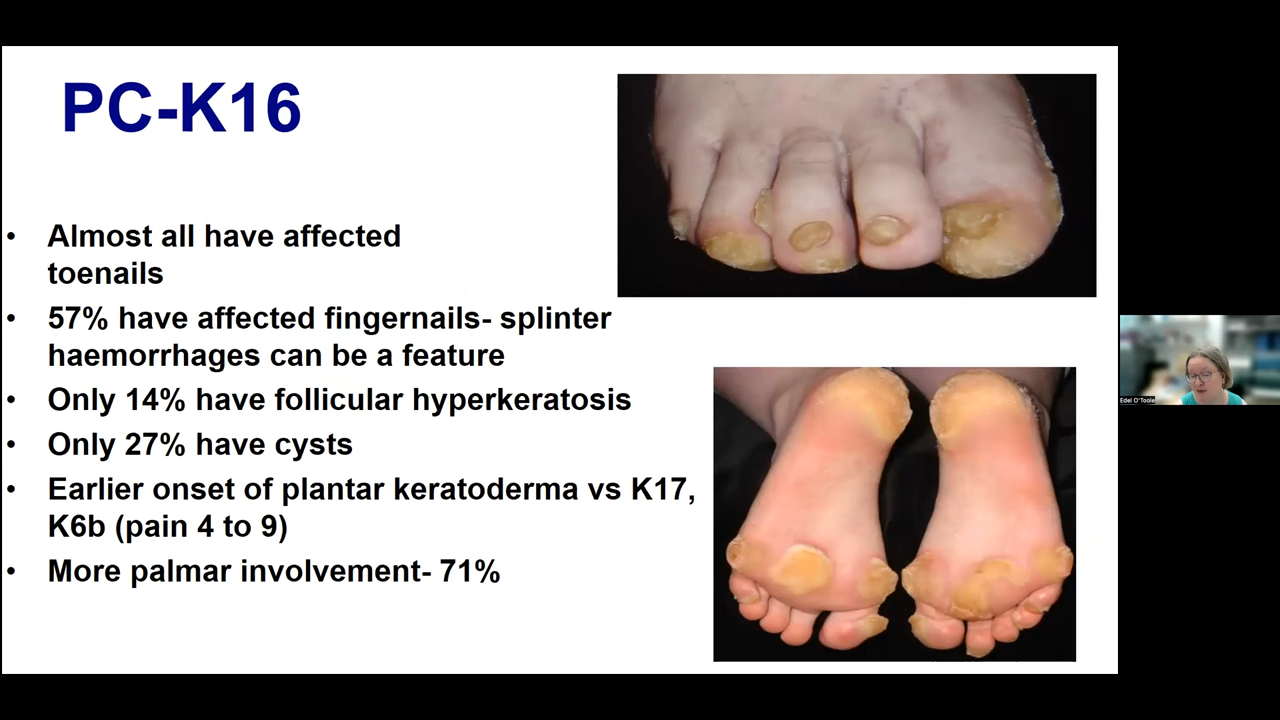 PC-K16
• Almost all have affected
toenails
• 57% have affected fingernails- splinter
haemorrhages can be a feature
• Only 14% have follicular hyperkeratosis
• Only 27% have cysts
• Earlier onset of plantar keratoderma vs K17,
K6b (pain 4 to 9)
• More palmar involvement- 71%
Edel O'Toole